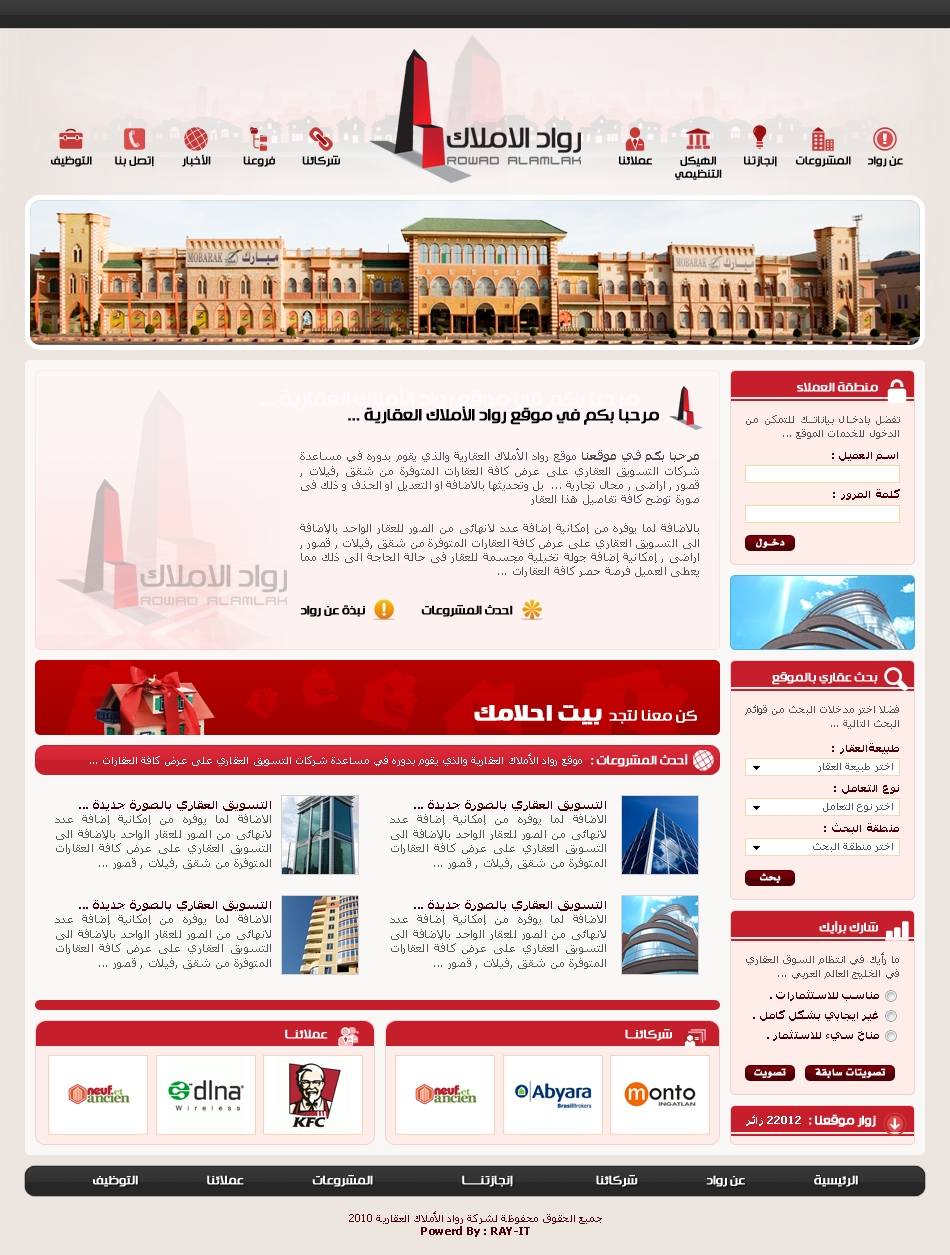 عن رواد
المشروعات
إنجازتنا
الهيكل
التنظيمي
عملائنا
رواد الاملاك
ROWAD ALAMLAK
شركائنا
فروعنا
الأخبار
إتصل بنا
التوظيف
MOBARAK مبارك
MOBARAK مبارك
منطقة العملاء
تفضل بادخال بياناتك للتمكن من
الدخول للخدمات الموقع ...
اسم العميل :
كلمة المرور :
دخول
مرحبا بكم في موقع رواد الأملاك العقارية ...
مرحبا بكم في موقع رواد الأملاك العقارية ...
مرحبا بكم في موقعنا موقع رواد الأملاك العقارية والذي يقوم بدوره في مساعدة
شركات التسويق العقاري على عرض كافة العقارات المتوفرة من شقق ,فيلات ,
قصور , اراضى , محال تجارية ... بل وتحديثها بالاضافة او التعديل او الحذف و ذلك فى
صورة توضح كافة تفاصيل هذا العقار
بالاضافة لما يوفره من إمكانية إضافة عدد لانهائى من الصور للعقار الواحد بالإضافة
الى التسويق العقاري على عرض كافة العقارات المتوفرة من شقق ,فيلات , قصور ,
اراضى , إمكانية إضافة جولة تخيلية مجسمة للعقار فى حالة الحاجة الى ذلك مما
يعطى العميل فرصة حصر كافة العقارات ...
احدث المشروعات
نبذة عن رواد
رواد الاملاك
ROWAD ALAMLAK
كن معنا لتجد بيت احلامك
بحث عقاري بالموقع
فضلا اختر مدخلات البحث من قوائم
البحث التالية ...
طبيعةالعقار :
اختر طبيعة العقار
نوع التعامل :
اختر نوع التعامل
منطقة البحث :
اختر منطقة البحث
بحث
أحدث المشروعات : موقع رواد الأملاك العقارية والذي يقوم بدوره في مساعدة شركات التسويق العقاري على عرض كافة العقارات ...
التسويق العقاري بالصورة جديدة ...
الاضافة لما يوفره من إمكانية إضافة عدد
لانهائى من الصور للعقار الواحد بالإضافة الى
التسويق العقاري على عرض كافة العقارات
المتوفرة من شقق ,فيلات , قصور ...
التسويق العقاري بالصورة جديدة ...
الاضافة لما يوفره من إمكانية إضافة عدد
لانهائى من الصور للعقار الواحد بالإضافة الى
التسويق العقاري على عرض كافة العقارات
المتوفرة من شقق ,فيلات , قصور ...
التسويق العقاري بالصورة جديدة ...
الاضافة لما يوفره من إمكانية إضافة عدد
لانهائى من الصور للعقار الواحد بالإضافة الى
التسويق العقاري على عرض كافة العقارات
المتوفرة من شقق ,فيلات , قصور ...
التسويق العقاري بالصورة جديدة ...
الاضافة لما يوفره من إمكانية إضافة عدد
لانهائى من الصور للعقار الواحد بالإضافة الى
التسويق العقاري على عرض كافة العقارات
المتوفرة من شقق ,فيلات , قصور ...
شارك برأيك
ما رأيك في انتظام السوق العقاري
في الخليج العالم العربي ...
مناسب للاستثمارات .
غير ايجابي بشكل كامل .
مناخ سيء للاستثمار .
تصويتات سابقة
تصويت
زوار موقعنا : 22012 زائر
شركائنا
monto
INGATLAN
Abyara
BrasilBrokers
neuf et
ancien
عملائنا
KFC
dlna
Wireless
neuf et
ancien
الرئيسية
عن رواد
شركائنا
إنجازتنـــا
المشروعات
عملائنا
التوظيف
جميع الحقوق محفوظة لشركة رواد الأملاك العقارية 2010
Powerd By : RAY-IT